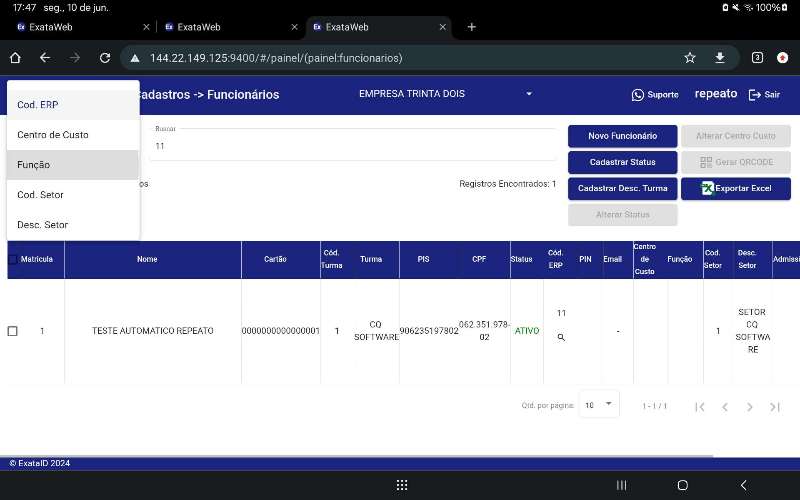 17:47 seg., 10 de jun.
100%
ExataWeb
ExataWeb
ExataWeb
144.22.149.125:9400/#/painel/(painel:funcionarios)
3
Cod. ERP
Centro de Custo
Função
Cod. Setor
Desc. Setor
Cadastros -> Funcionários
EMPRESA TRINTA DOIS
Suporte
repeato
Sair
Buscar
11
os
Registros Encontrados: 1
Novo Funcionário
Alterar Centro Custo
Cadastrar Status
Gerar QRCODE
Cadastrar Desc. Turma
Exportar Excel
Alterar Status
Matricula
Nome
Cartão
Cód. Turma
Turma
PIS
CPF
Status
Cód. ERP
PIN
Email
Centro de Custo
Função
Cod. Setor
Desc. Setor
Admissã
1
TESTE AUTOMATICO REPEATO
0000000000000001
1
CQ SOFTWARE
906235197802
062.351.978-02
ATIVO
11
-
1
SETOR CQ SOFTWARE
Qtd. por página:
10
1 - 1 / 1
© ExataID 2024